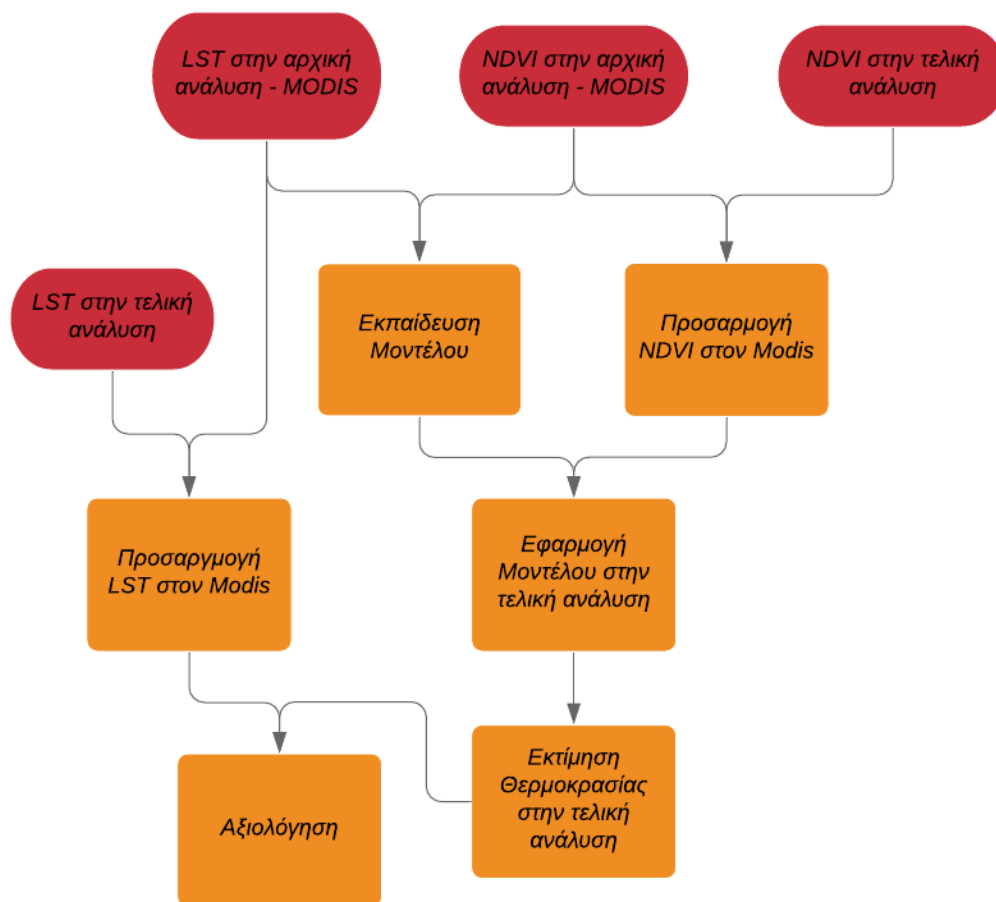 LST στην αρχική
ανάλυση - MODIS
NDVI στην αρχική
ανάλυση - MODIS
NDVI στην τελική
ανάλυση
LST στην τελική
ανάλυση
Εκπαίδευση
Μοντέλου
Προσαρμογή
NDVI στον Modis
Προσαργμογή
LST στον Modis
Εφαρμογή
Μοντέλου στην
τελική ανάλυση
Αξιολόγηση
Εκτίμηση
Θερμοκρασίας
στην τελική
ανάλυση